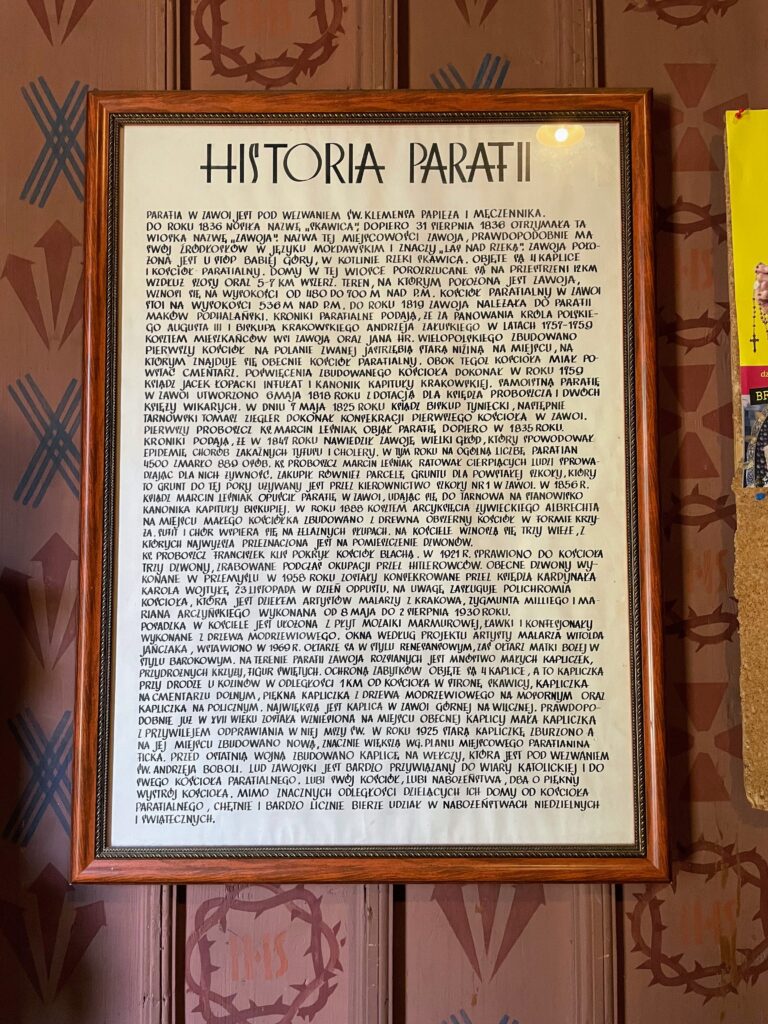 HISTORIA PARAFII
PARAFIA W ZAWOI JEST POD WEZWANIEM ŚW. KLEMENSA PAPIEŻA I MĘCZENNIKA.
DO ROKU 1836 NOSIŁA NAZWĘ „SKAWICA”. DOPIERO 31 SIERPNIA 1836 OTRZYMAŁA TA
WIOSKA NAZWĘ „ZAWOJA”. NAZWA TEJ MIEJSCOWOŚCI ZAWOJA, PRAWDOPODOBNIE MA
SWÓJ ŹRÓDŁOSŁÓW W JĘZYKU MOŁDAWSKIM I ZNACZY „LAS NAD RZEKĄ”. ZAWOJA POŁO-
ŻONA JEST U STÓP BABIEJ GÓRY, W KOTLINIE RZEKI SKAWICA. OBJĘTE SĄ 4 KAPLICE
I KOŚCIÓŁ PARAFIALNY. DOMY W TEJ WIOSCE POROZRZUCANE SĄ NA PRZESTRZENI 12KM
WZDŁUŻ SZOSY ORAZ 5-7 KM WSZERZ. TEREN, NA KTÓRYM POŁOŻONA JEST ZAWOJA,
WZNOSI SIĘ NA WYSOKOŚCI OD 480 DO 700 M NAD P.M. KOŚCIÓŁ PARAFIALNY W ZAWOI
STOI NA WYSOKOŚCI 536M NAD P.M. DO ROKU 1819 ZAWOJA NALEŻAŁA DO PARAFII
MAKÓW PODHALAŃSKI. KRONIKI PARAFIALNE PODAJĄ, ŻE ZA PANOWANIA KRÓLA POLSKIE-
GO AUGUSTA III I BISKUPA KRAKOWSKIEGO ANDRZEJA ZAŁUSKIEGO W LATACH 1757-1759
KOSZTEM MIESZKAŃCÓW WSI ZAWOJA ORAZ JANA HR. WIELOPOLSKIEGO ZBUDOWANO
PIERWSZY KOŚCIÓŁ NA POLANIE ZWANEJ JASTRZĘBIĄ STARĄ NIZINĄ NA MIEJSCU, NA
KTÓRYM ZNAJDUJE SIĘ OBECNIE KOŚCIÓŁ PARAFIALNY. OBOK TEGOŻ KOŚCIOŁA MIAŁ PO-
WSTAĆ CMENTARZ. POŚWIĘCENIA ZBUDOWANEGO KOŚCIOŁA DOKONAŁ W ROKU 1759
KSIĄDZ JACEK ŁOPACKI INFUŁAT I KANONIK KAPITUŁY KRAKOWSKIEJ. SAMOISTNĄ PARAFIĘ
W ZAWOI UTWORZONO 6 MAJA 1818 ROKU Z DOTACJĄ DLA KSIĘDZA PROBOSZCZA I DWÓCH
KSIĘŻY WIKARYCH. W DNIU 7 MAJA 1825 ROKU KSIĄDZ BISKUP TYNIECKI, NASTĘPNIE
TARNOWSKI TOMASZ ZIEGLER DOKONAŁ KONSEKRACJI PIERWSZEGO KOŚCIOŁA W ZAWOI.
PIERWSZY PROBOSZCZ KS. MARCIN LEŚNIAK OBJĄŁ PARAFIĘ DOPIERO W 1835 ROKU.
KRONIKI PODAJĄ, ŻE W 1847 ROKU NAWIEDZIŁ ZAWOJĘ WIELKI GŁÓD, KTÓRY SPOWODOWAŁ
EPIDEMIĘ CHORÓB ZAKAŹNYCH TYFUSU I CHOLERY. W TYM ROKU NA OGÓLNĄ LICZBĘ PARAFIAN
4500 ZMARŁO 889 OSÓB. KS. PROBOSZCZ MARCIN LEŚNIAK RATOWAŁ CIERPIĄCYCH LUDZI SPROWA-
DZAJĄC DLA NICH ŻYWNOŚĆ. ZAKUPIŁ RÓWNIEŻ PARCELĘ GRUNTU DLA POWSTAŁEJ SZKOŁY, KTÓRY
TO GRUNT DO TEJ PORY UŻYWANY JEST PRZEZ KIEROWNICTWO SZKOŁY NR 1 W ZAWOI. W 1856 R.
KSIĄDZ MARCIN LEŚNIAK OPUŚCIŁ PARAFIĘ W ZAWOI, UDAJĄC SIĘ DO TARNOWA NA STANOWISKO
KANONIKA KAPITUŁY BISKUPIEJ. W ROKU 1888 KOSZTEM ARCYKSIĘCIA ŻYWIECKIEGO ALBRECHTA
NA MIEJSCU MAŁEGO KOŚCIÓŁKA ZBUDOWANO Z DREWNA OBSZERNY KOŚCIÓŁ W FORMIE KRZY-
ŻA. SUFIT I CHÓR WSPIERA SIĘ NA ŻELAZNYCH SŁUPACH. NA KOŚCIELE WZNOSZĄ SIĘ TRZY WIEŻE, Z
KTÓRYCH NAJWYŻSZA PRZEZNACZONA JEST NA POMIESZCZENIE DZWONÓW.
KS. PROBOSZCZ FRANCISZEK KLIS POKRYŁ KOŚCIÓŁ BLACHĄ. W 1921 R. SPRAWIONO DO KOŚCIOŁA
TRZY DZWONY, ZRABOWANE PODCZAS OKUPACJI PRZEZ HITLEROWCÓW. OBECNE DZWONY WY-
KONANE W PRZEMYŚLU W 1958 ROKU ZOSTAŁY KONSEKROWANE PRZEZ KSIĘDZA KARDYNAŁA
KAROLA WOJTYŁĘ, 23 LISTOPADA W DZIEŃ ODPUSTU. NA UWAGĘ ZASŁUGUJE POLICHROMIA
KOŚCIOŁA, KTÓRA JEST DZIEŁEM ARTYSTÓW MALARZY Z KRAKOWA, ZYGMUNTA MILLIEGO I MA-
RIANA ARCZYŃSKIEGO WYKONANA OD 8 MAJA DO 2 SIERPNIA 1930 ROKU.
POSADZKA W KOŚCIELE JEST UŁOŻONA Z PŁYT MOZAIKI MARMUROWEJ, ŁAWKI I KONFESJONAŁY
WYKONANE Z DRZEWA MODRZEWIOWEGO. OKNA WEDŁUG PROJEKTU ARTYSTY MALARZA WITOLDA
JAŃCZAKA, WSTAWIONO W 1969 R. OŁTARZE SĄ W STYLU RENESANSOWYM, ZAŚ OŁTARZ MATKI BOŻEJ W
STYLU BAROKOWYM. NA TERENIE PARAFII ZAWOJA ROZSIANYCH JEST MNÓSTWO MAŁYCH KAPLICZEK,
PRZYDROŻNYCH KRZYŻY, FIGUR ŚWIĘTYCH. OCHRONĄ ZABYTKÓW OBJĘTE SĄ 4 KAPLICE, A TO KAPLICZKA
PRZY DRODZE U KOZINÓW W ODLEGŁOŚCI 1 KM OD KOŚCIOŁA W STRONĘ SKAWICY, KAPLICZKA
NA CMENTARZU DOLNYM, PIĘKNA KAPLICZKA Z DRZEWA MODRZEWIOWEGO NA MOSORNYM ORAZ
KAPLICZKA NA POLICZNYM. NAJWIĘKSZĄ JEST KAPLICA W ZAWOI GÓRNEJ NA WILCZNEJ. PRAWDOPO-
DOBNIE JUŻ W XVII WIEKU ZOSTAŁA WZNIESIONA NA MIEJSCU OBECNEJ KAPLICY MAŁA KAPLICZKA
Z PRZYWILEJEM ODPRAWIANIA W NIEJ MSZY ŚW. W ROKU 1925 STARĄ KAPLICZKĘ ZBURZONO A
NA JEJ MIEJSCU ZBUDOWANO NOWĄ, ZNACZNIE WIĘKSZĄ WG. PLANU MIEJSCOWEGO PARAFIANINA
FICKA. PRZED OSTATNIĄ WOJNĄ ZBUDOWANO KAPLICĘ NA WEŁCZY, KTÓRA JEST POD WEZWANIEM
ŚW. ANDRZEJA BOBOLI. LUD ZAWOJSKI JEST BARDZO PRZYWIĄZANY DO WIARY KATOLICKIEJ I DO
SWEGO KOŚCIOŁA PARAFIALNEGO. LUBI SWÓJ KOŚCIÓŁ, LUBI NABOŻEŃSTWA, DBA O PIĘKNY
WYSTRÓJ KOŚCIOŁA. MIMO ZNACZNYCH ODLEGŁOŚCI DZIELĄCYCH ICH DOMY OD KOŚCIOŁA
PARAFIALNEGO, CHĘTNIE I BARDZO LICZNIE BIERZE UDZIAŁ W NABOŻEŃSTWACH NIEDZIELNYCH
I ŚWIĄTECZNYCH.
IHS
IHS